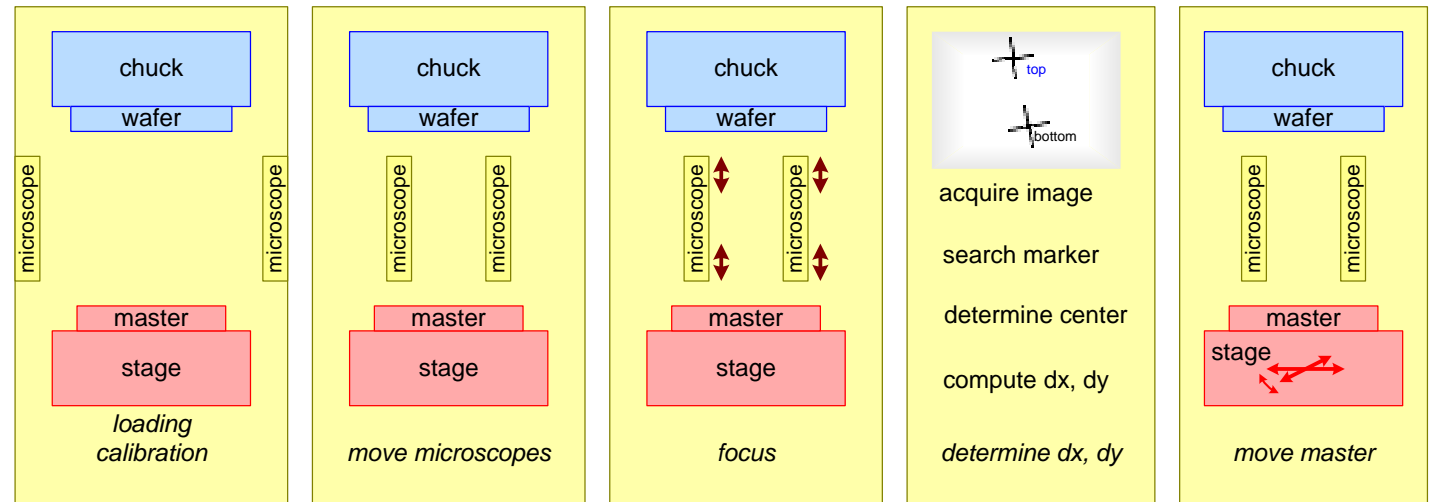 chuck
wafer
microscope
microscope
master
stage
loading
calibration
chuck
wafer
microscope
microscope
master
stage
move microscopes
chuck
wafer
microscope
microscope
master
stage
focus
top
bottom
acquire image
search marker
determine center
compute dx, dy
determine dx, dy
chuck
wafer
microscope
microscope
master
stage
move master